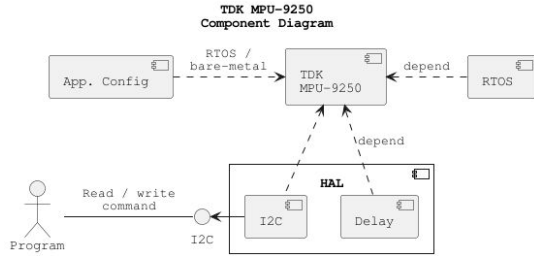 TDK MPU-9250
Component Diagram
RTOS /
bare-metal
App. Config
TDK
MPU-9250
depend
RTOS
depend
HAL
Read / write
command
I2C
Delay
I2C
Program